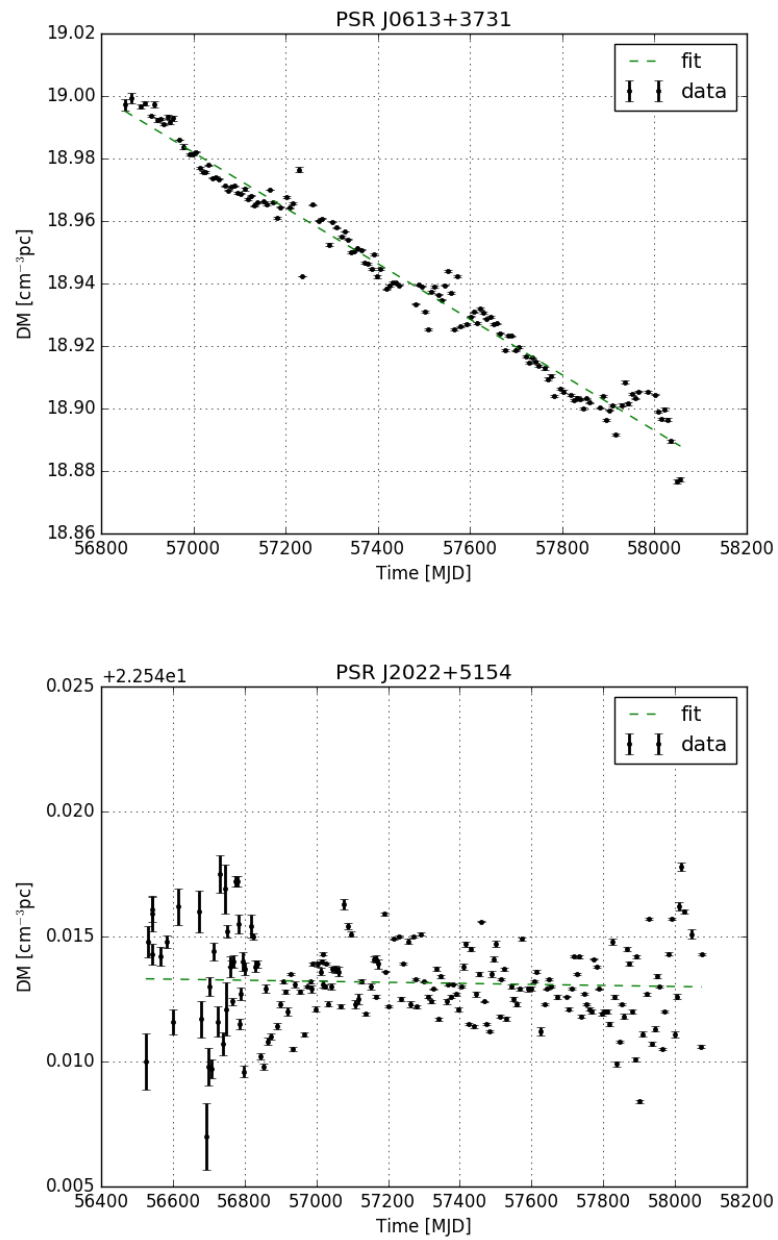 PSR J0613+3731
19.02
19.00
18.98
18.96
18.94
18.92
18.90
18.88
18.86
DM [cm⁻³pc]
fit
data
56800 57000 57200 57400 57600 57800 58000 58200
Time [MJD]
+2.254e1
PSR J2022+5154
0.025
0.020
0.015
0.010
0.005
DM [cm⁻³pc]
fit
data
56400 56600 56800 57000 57200 57400 57600 57800 58000 58200
Time [MJD]